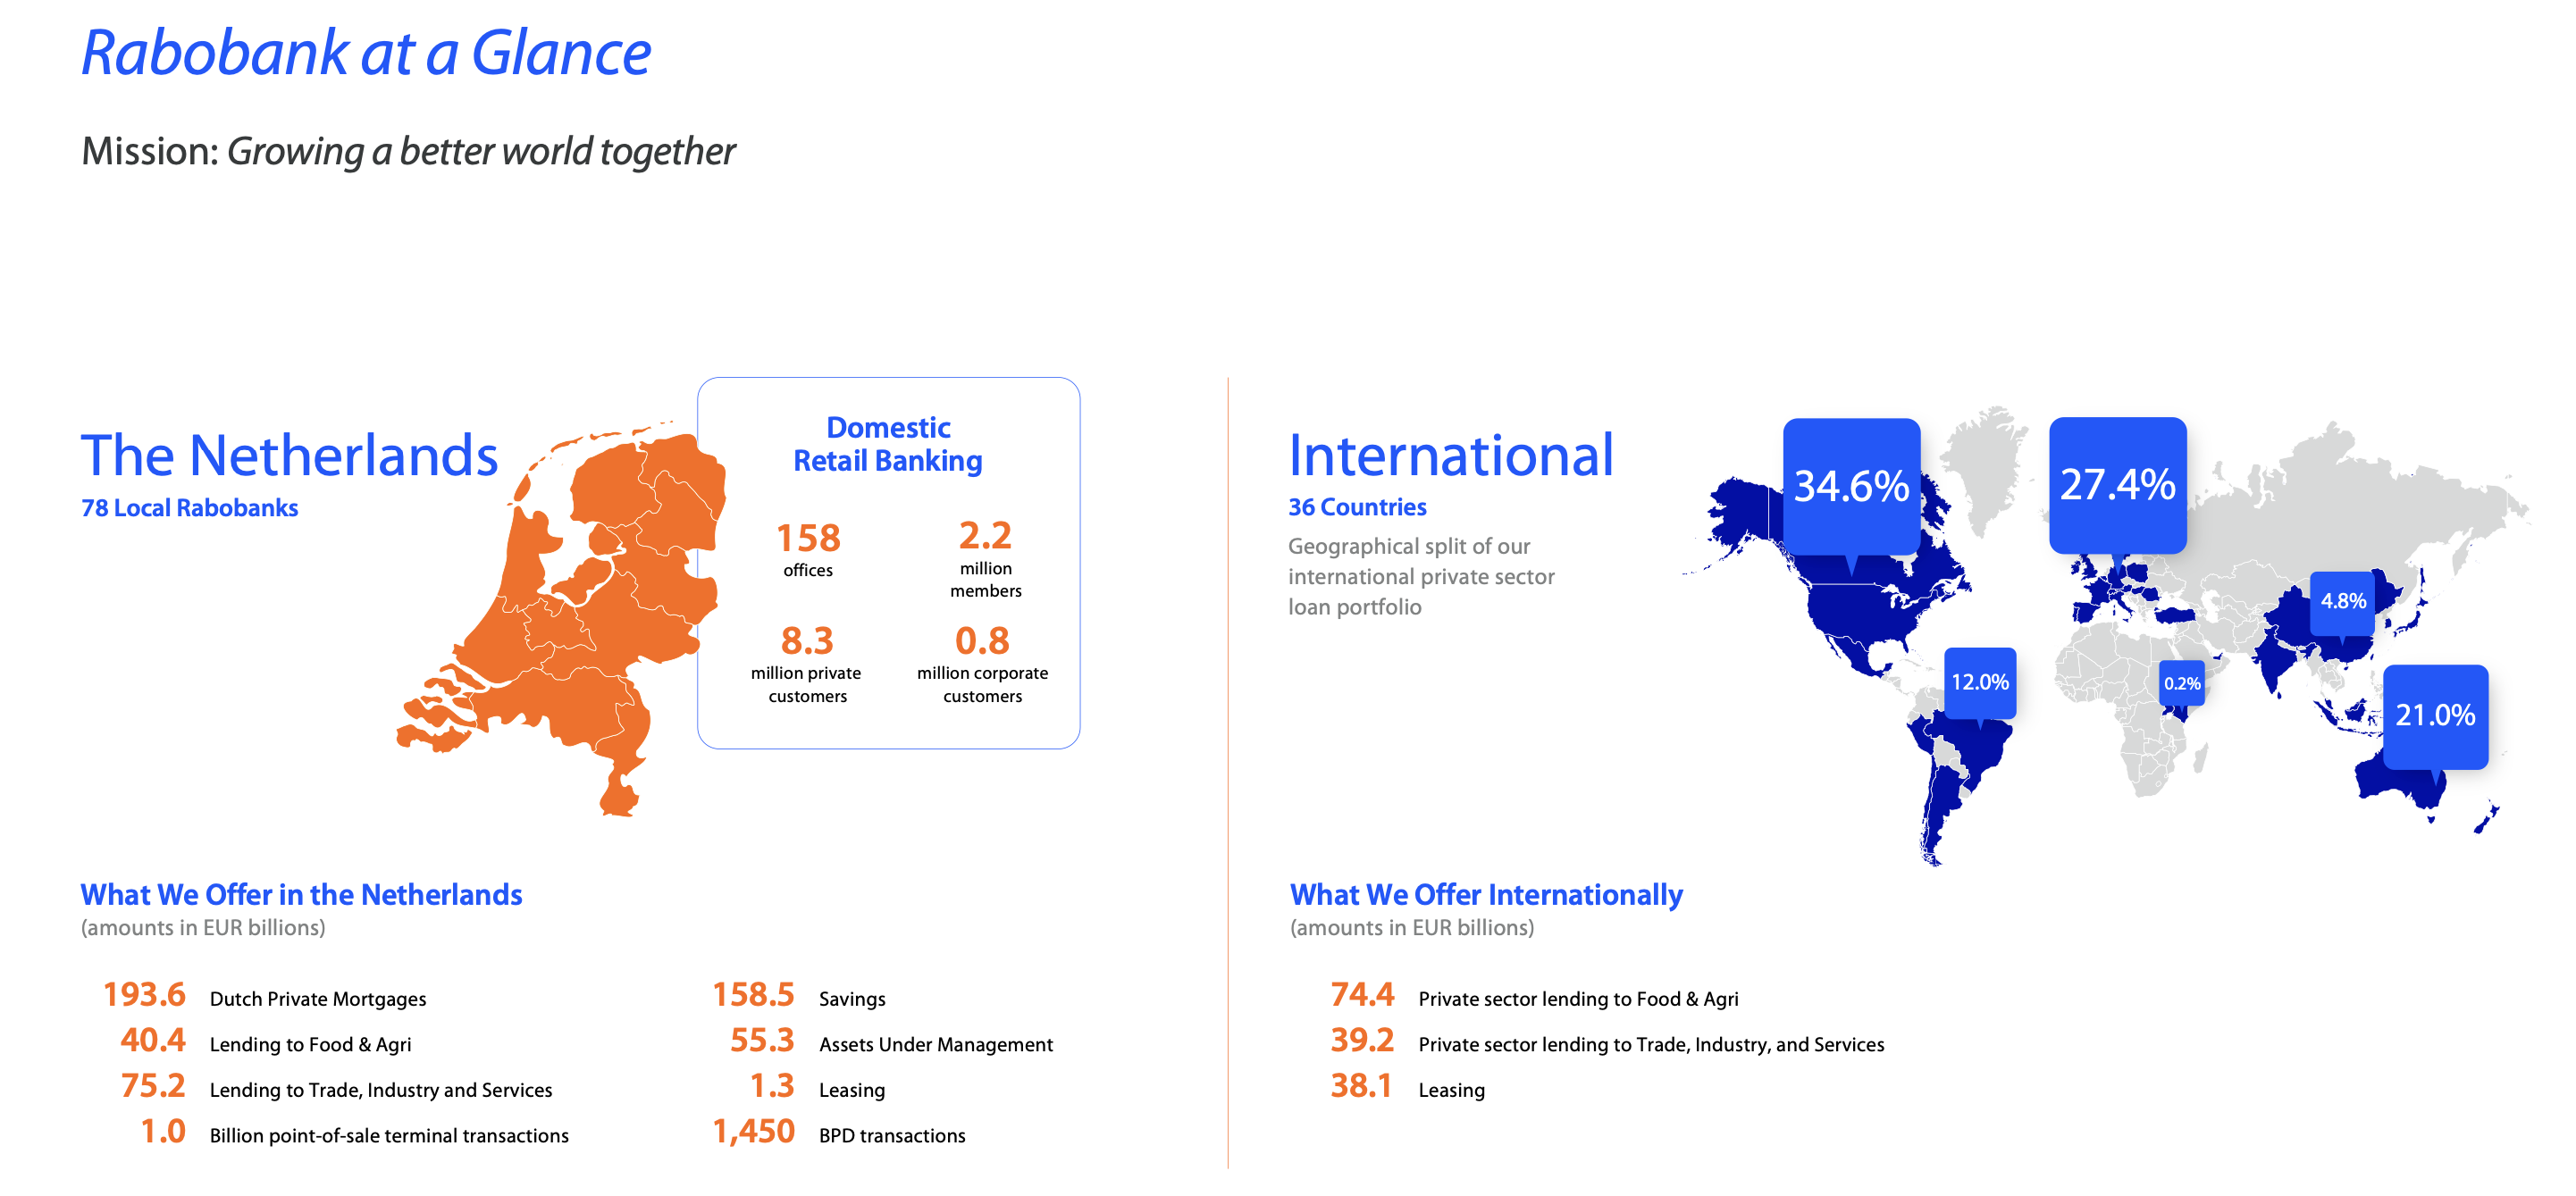 Rabobank at a Glance
Mission: Growing a better world together
The Netherlands
78 Local Rabobanks
Domestic
Retail Banking
158
offices
2.2
million
members
8.3
million private
customers
0.8
million corporate
customers
What We Offer in the Netherlands
(amounts in EUR billions)
193.6 Dutch Private Mortgages
40.4 Lending to Food & Agri
75.2 Lending to Trade, Industry and Services
1.0 Billion point-of-sale terminal transactions
158.5 Savings
55.3 Assets Under Management
1.3 Leasing
1,450 BPD transactions
International
36 Countries
Geographical split of our
international private sector
loan portfolio
34.6%
27.4%
4.8%
12.0%
0.2%
21.0%
What We Offer Internationally
(amounts in EUR billions)
74.4 Private sector lending to Food & Agri
39.2 Private sector lending to Trade, Industry, and Services
38.1 Leasing